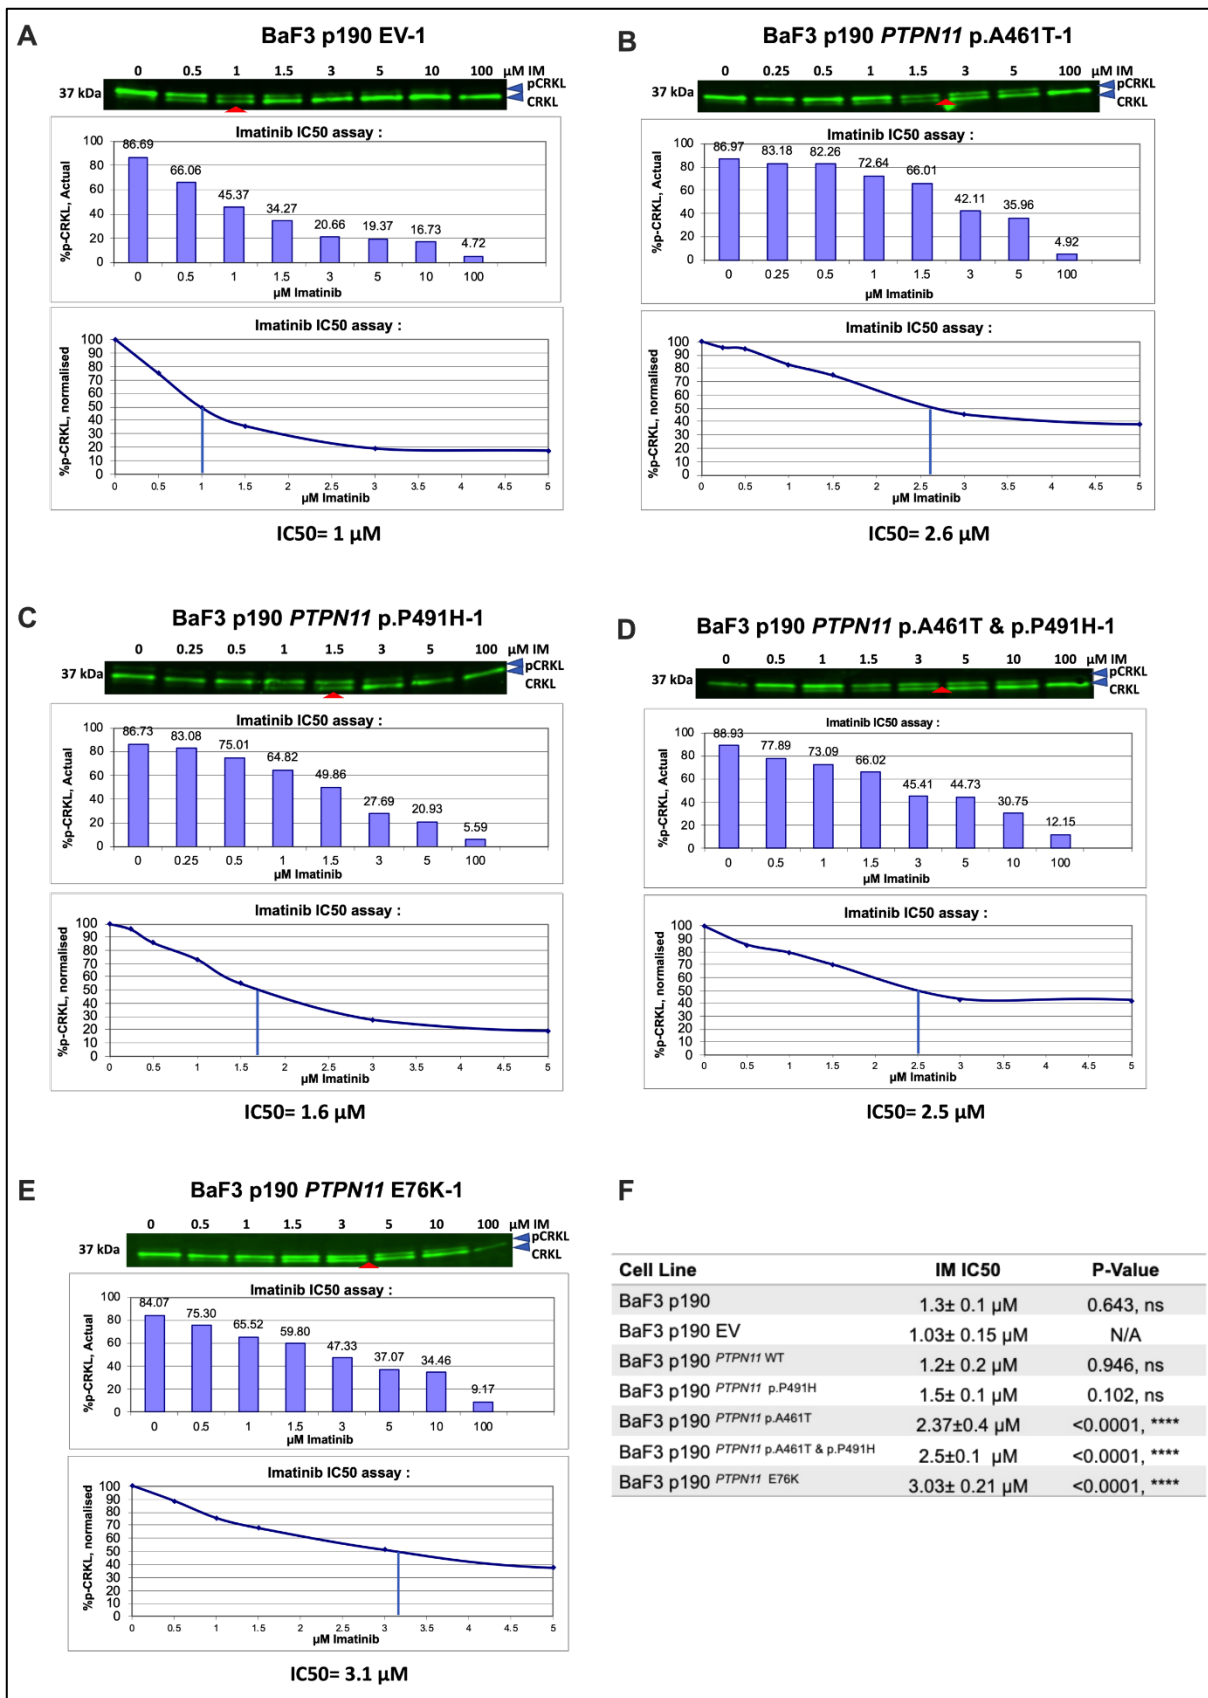 A
BaF3 p190 EV-1
0 0.5 1 1.5 3 5 10 100 µM IM
pCRKL
37 kDa
CRKL
Imatinib IC50 assay :
%p-CRKL, Actual
100
80
60
40
20
0
86.69
66.06
45.37
34.27
20.66
19.37
16.73
4.72
0 0.5 1 1.5 3 5 10 100
µM Imatinib
Imatinib IC50 assay :
%p-CRKL, normalised
100
90
80
70
60
50
40
30
20
10
0
0 0.5 1 1.5 2 2.5 3 3.5 4 4.5 5
µM Imatinib
IC50= 1 µM
B
BaF3 p190 PTPN11 p.A461T-1
0 0.25 0.5 1 1.5 3 5 100 µM IM
pCRKL
37 kDa
CRKL
Imatinib IC50 assay :
%p-CRKL, Actual
100
80
60
40
20
0
86.97
83.18
82.26
72.64
66.01
42.11
35.96
4.92
0 0.25 0.5 1 1.5 3 5 100
µM Imatinib
Imatinib IC50 assay :
%p-CRKL, normalised
100
90
80
70
60
50
40
30
20
10
0
0 0.5 1 1.5 2 2.5 3 3.5 4 4.5 5
µM Imatinib
IC50= 2.6 µM
C
BaF3 p190 PTPN11 p.P491H-1
0 0.25 0.5 1 1.5 3 5 100 µM IM
pCRKL
37 kDa
CRKL
Imatinib IC50 assay :
%p-CRKL, Actual
100
80
60
40
20
0
86.73
83.08
75.01
64.82
49.86
27.69
20.93
5.59
0 0.25 0.5 1 1.5 3 5 100
µM Imatinib
Imatinib IC50 assay :
%p-CRKL, normalised
100
90
80
70
60
50
40
30
20
10
0
0 0.5 1 1.5 2 2.5 3 3.5 4 4.5 5
µM Imatinib
IC50= 1.6 µM
D
BaF3 p190 PTPN11 p.A461T & p.P491H-1
0 0.5 1 1.5 3 5 10 100 µM IM
pCRKL
37 kDa
CRKL
Imatinib IC50 assay :
%p-CRKL, Actual
100
80
60
40
20
0
88.93
77.89
73.09
66.02
45.41
44.73
30.75
12.15
0 0.5 1 1.5 3 5 10 100
µM Imatinib
Imatinib IC50 assay :
%p-CRKL, normalised
100
90
80
70
60
50
40
30
20
10
0
0 0.5 1 1.5 2 2.5 3 3.5 4 4.5 5
µM Imatinib
IC50= 2.5 µM
E
BaF3 p190 PTPN11 E76K-1
0 0.5 1 1.5 3 5 10 100 µM IM
pCRKL
37 kDa
CRKL
Imatinib IC50 assay :
%p-CRKL, Actual
100
80
60
40
20
0
84.07
75.30
65.52
59.80
47.33
37.07
34.46
9.17
0 0.5 1 1.5 3 5 10 100
µM Imatinib
Imatinib IC50 assay :
%p-CRKL, normalised
100
90
80
70
60
50
40
30
20
10
0
0 0.5 1 1.5 2 2.5 3 3.5 4 4.5 5
µM Imatinib
IC50= 3.1 µM
F
Cell Line IM IC50 P-Value
BaF3 p190 1.3± 0.1 µM 0.643, ns
BaF3 p190 EV 1.03± 0.15 µM N/A
BaF3 p190 PTPN11 WT 1.2± 0.2 µM 0.946, ns
BaF3 p190 PTPN11 p.P491H 1.5± 0.1 µM 0.102, ns
BaF3 p190 PTPN11 p.A461T 2.37±0.4 µM <0.0001, ****
BaF3 p190 PTPN11 p.A461T & p.P491H 2.5±0.1 µM <0.0001, ****
BaF3 p190 PTPN11 E76K 3.03± 0.21 µM <0.0001, ****